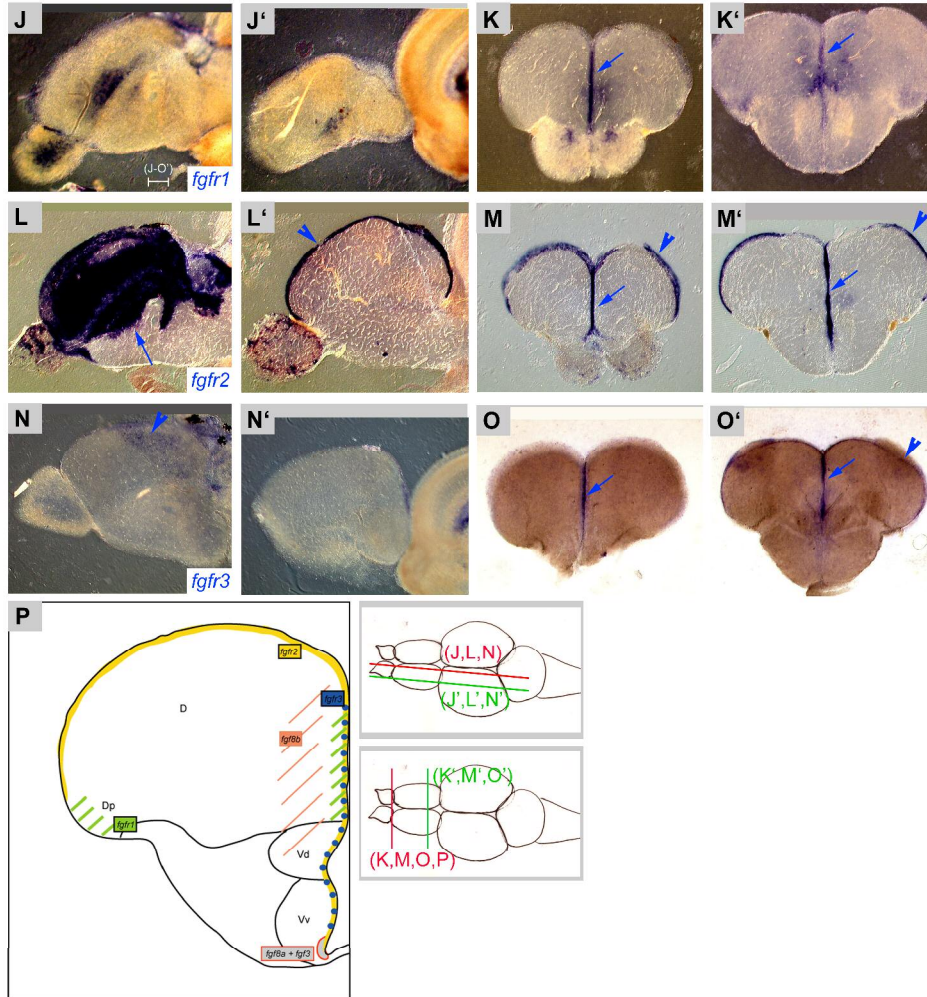 J
J'
K
K'
(J-O')
fgfr1
L
L'
M
M'
fgfr2
N
N'
O
O'
fgfr3
P
fgfr2
(J,L,N)
fgfr3
(J',L',N')
D
fgf8b
(K',M',O')
Dp
fgfr1
Vd
(K,M,O,P)
Vv
fgf8a + fgf3